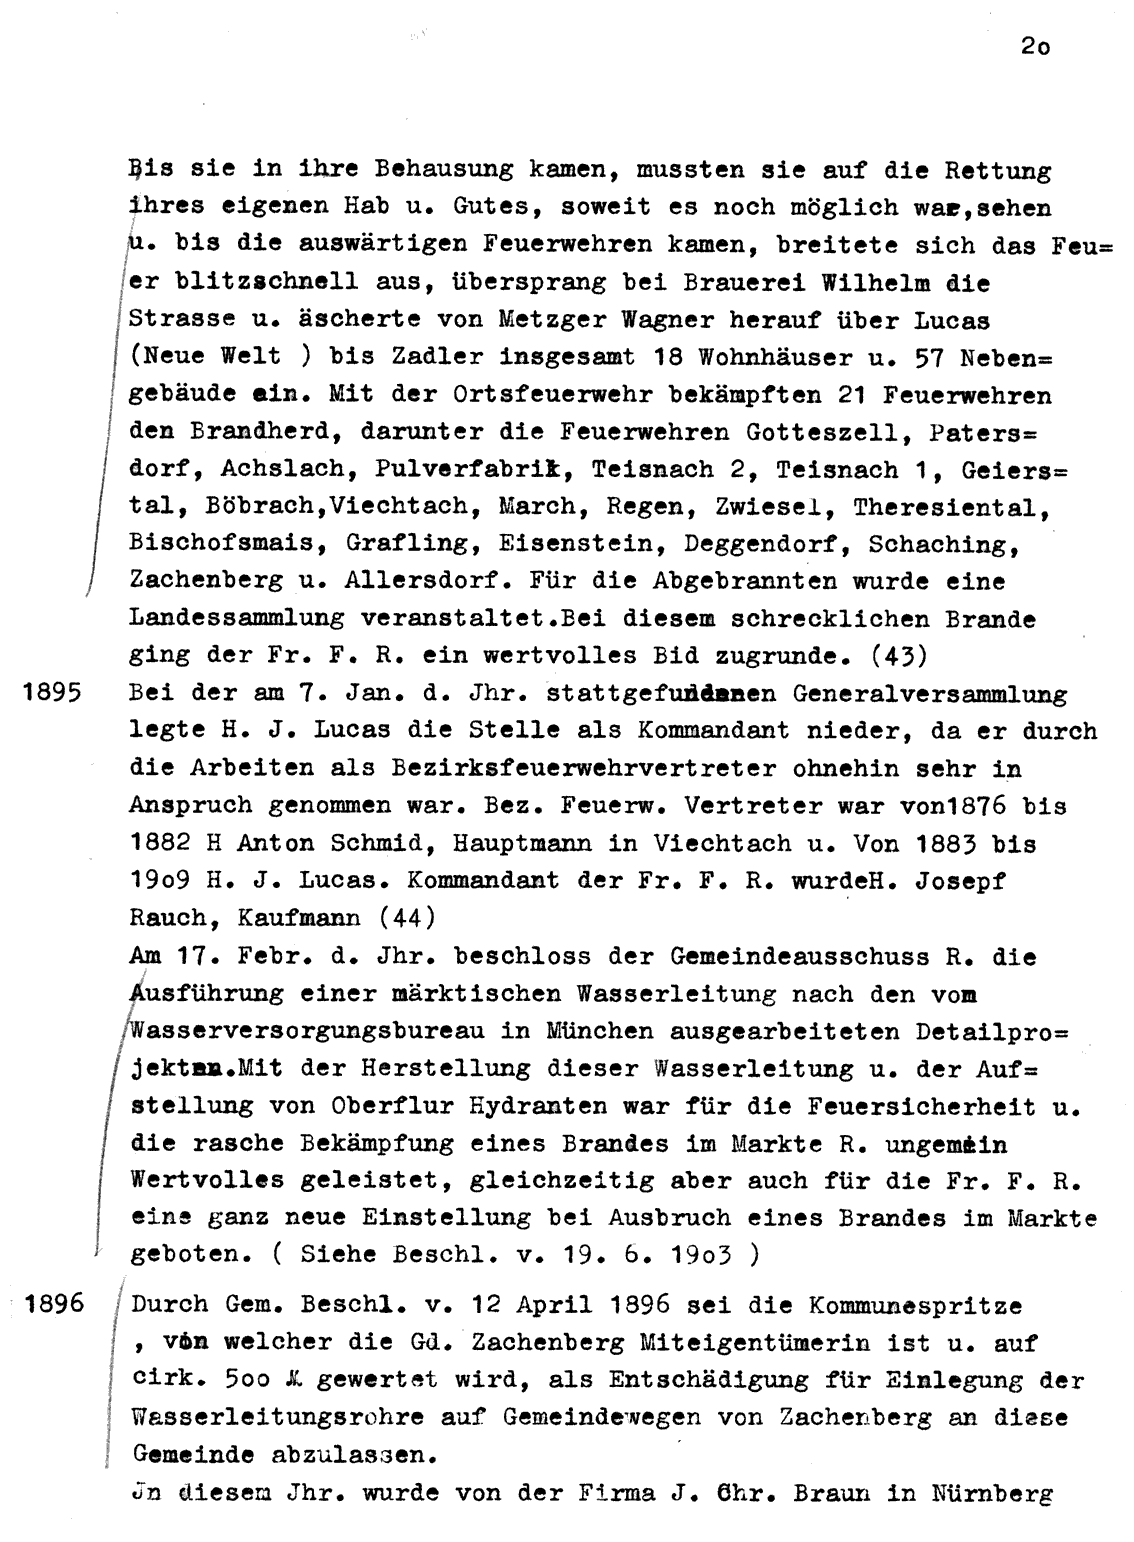 2o
Bis sie in ihre Behausung kamen, mussten sie auf die Rettung
ihres eigenen Hab u. Gutes, soweit es noch möglich war,sehen
u. bis die auswärtigen Feuerwehren kamen, breitete sich das Feu=
er blitzschnell aus, übersprang bei Brauerei Wilhelm die
Strasse u. äscherte von Metzger Wagner herauf über Lucas
(Neue Welt ) bis Zadler insgesamt 18 Wohnhäuser u. 57 Neben=
gebäude ein. Mit der Ortsfeuerwehr bekämpften 21 Feuerwehren
den Brandherd, darunter die Feuerwehren Gotteszell, Paters=
dorf, Achslach, Pulverfabrik, Teisnach 2, Teisnach 1, Geiers=
tal, Böbrach,Viechtach, March, Regen, Zwiesel, Theresiental,
Bischofsmais, Grafling, Eisenstein, Deggendorf, Schaching,
Zachenberg u. Allersdorf. Für die Abgebrannten wurde eine
Landessammlung veranstaltet.Bei diesem schrecklichen Brande
ging der Fr. F. R. ein wertvolles Bid zugrunde. (43)
1895 Bei der am 7. Jan. d. Jhr. stattgefundenen Generalversammlung
legte H. J. Lucas die Stelle als Kommandant nieder, da er durch
die Arbeiten als Bezirksfeuerwehrvertreter ohnehin sehr in
Anspruch genommen war. Bez. Feuerw. Vertreter war von1876 bis
1882 H Anton Schmid, Hauptmann in Viechtach u. Von 1883 bis
19o9 H. J. Lucas. Kommandant der Fr. F. R. wurdeH. Josepf
Rauch, Kaufmann (44)
Am 17. Febr. d. Jhr. beschloss der Gemeindeausschuss R. die
Ausführung einer märktischen Wasserleitung nach den vom
Wasserversorgungsbureau in München ausgearbeiteten Detailpro=
jekten.Mit der Herstellung dieser Wasserleitung u. der Auf=
stellung von Oberflur Hydranten war für die Feuersicherheit u.
die rasche Bekämpfung eines Brandes im Markte R. ungemein
Wertvolles geleistet, gleichzeitig aber auch für die Fr. F. R.
eine ganz neue Einstellung bei Ausbruch eines Brandes im Markte
geboten. ( Siehe Beschl. v. 19. 6. 19o3 )
1896 Durch Gem. Beschl. v. 12 April 1896 sei die Kommunespritze
, von welcher die Gd. Zachenberg Miteigentümerin ist u. auf
cirk. 5oo M. gewertet wird, als Entschädigung für Einlegung der
Wasserleitungsrohre auf Gemeindewegen von Zachenberg an diese
Gemeinde abzulassen.
Jn diesem Jhr. wurde von der Firma J. Chr. Braun in Nürnberg